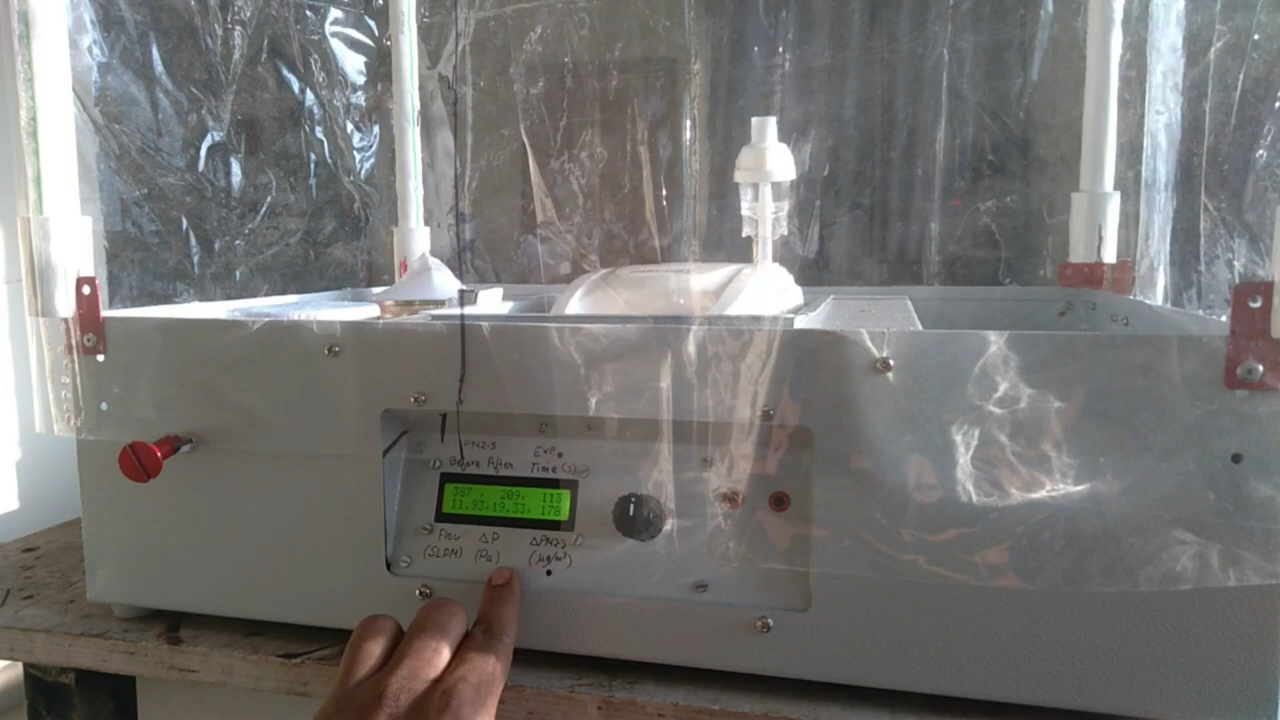 PM2.5 Exp.
Before After Time (s)
387 , 209, 113
11.93,19.33, 178
Flow ΔP ΔPM2.5
(SLPM) (Pa) (µg/m³)